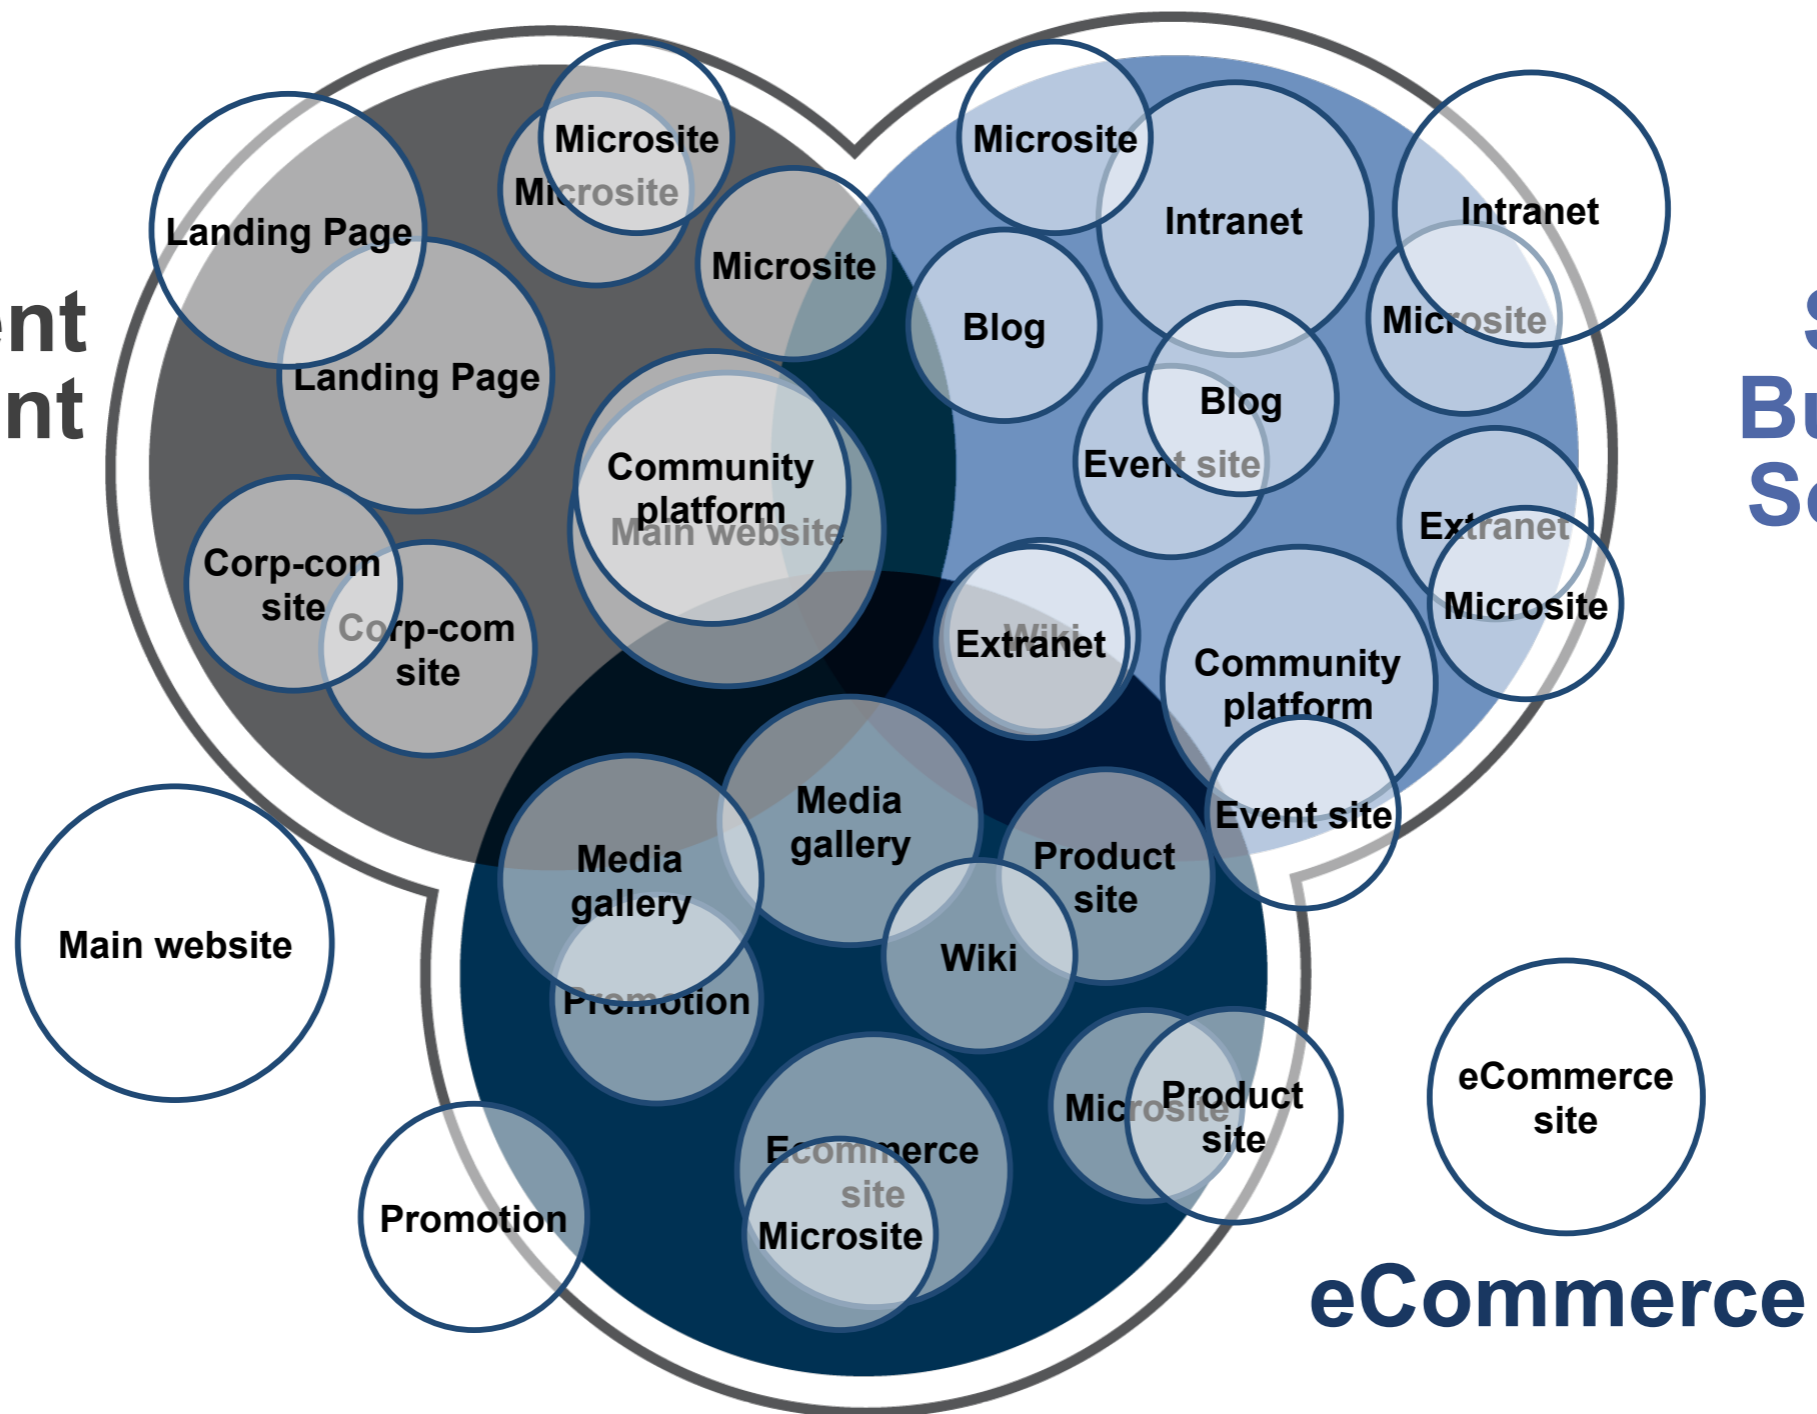 Microsite
Microsite
Microsite
Landing Page
Landing Page
Community
platform
Main website
Corp-com
site
Corp-com
site
ent
nt
Microsite
Intranet
Intranet
Blog
Microsite
Blog
Event site
Extranet
Microsite
Wiki
Extranet
Community
platform
Event site
S
Bu
So
Media
gallery
Media
gallery
Product
site
Wiki
Promotion
Main website
Microsite
Product
site
Ecommerce
site
Microsite
Promotion
eCommerce
site
eCommerce